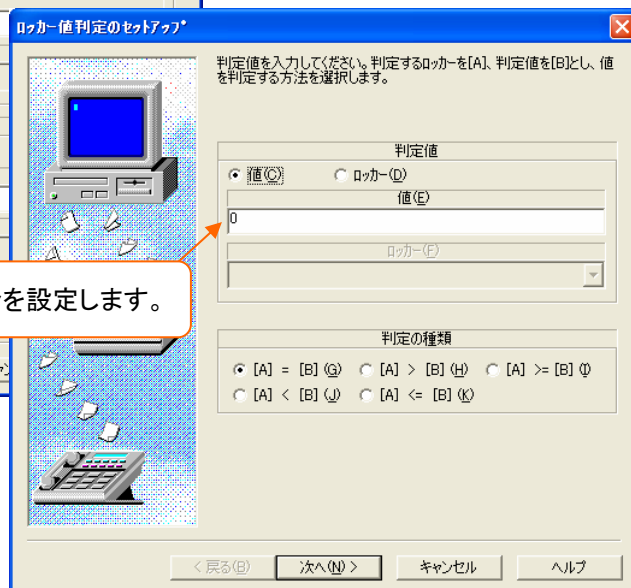 ロッカー値判定のセットアップ
判定値を入力してください。判定するロッカーを[A]、判定値を[B]とし、値
を判定する方法を選択します。
判定値
値(C)
ロッカー(D)
値(E)
0
ロッカー(F)
を設定します。
判定の種類
[A] = [B] (G)
[A] > [B] (H)
[A] >= [B] (I)
[A] < [B] (J)
[A] <= [B] (K)
< 戻る(B)
次へ(N) >
キャンセル
ヘルプ